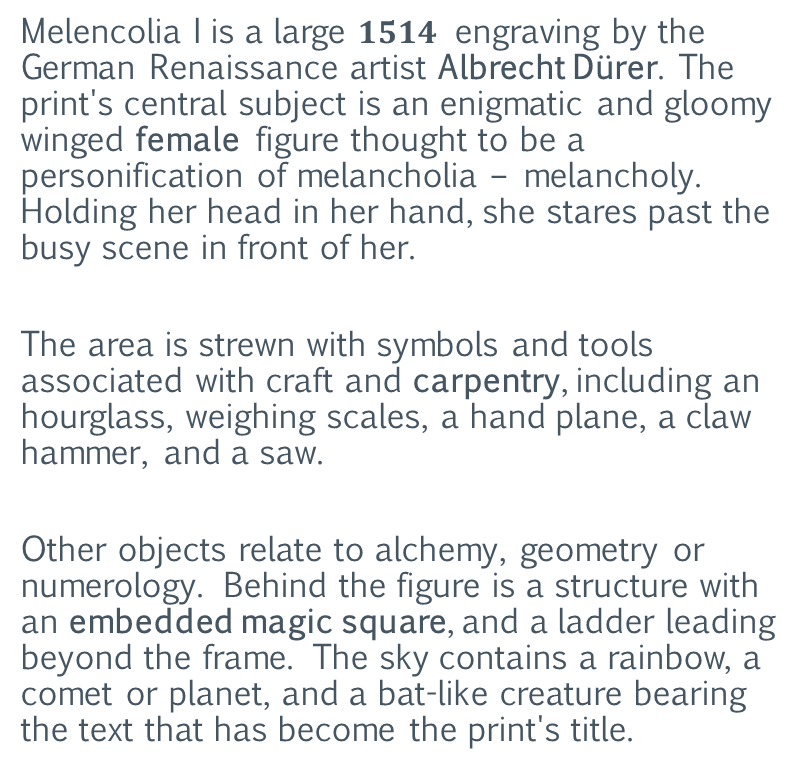 Melencolia I is a large 1514 engraving by the
German Renaissance artist Albrecht Dürer. The
print's central subject is an enigmatic and gloomy
winged female figure thought to be a
personification of melancholia – melancholy.
Holding her head in her hand, she stares past the
busy scene in front of her.
The area is strewn with symbols and tools
associated with craft and carpentry, including an
hourglass, weighing scales, a hand plane, a claw
hammer, and a saw.
Other objects relate to alchemy, geometry or
numerology. Behind the figure is a structure with
an embedded magic square, and a ladder leading
beyond the frame. The sky contains a rainbow, a
comet or planet, and a bat-like creature bearing
the text that has become the print's title.